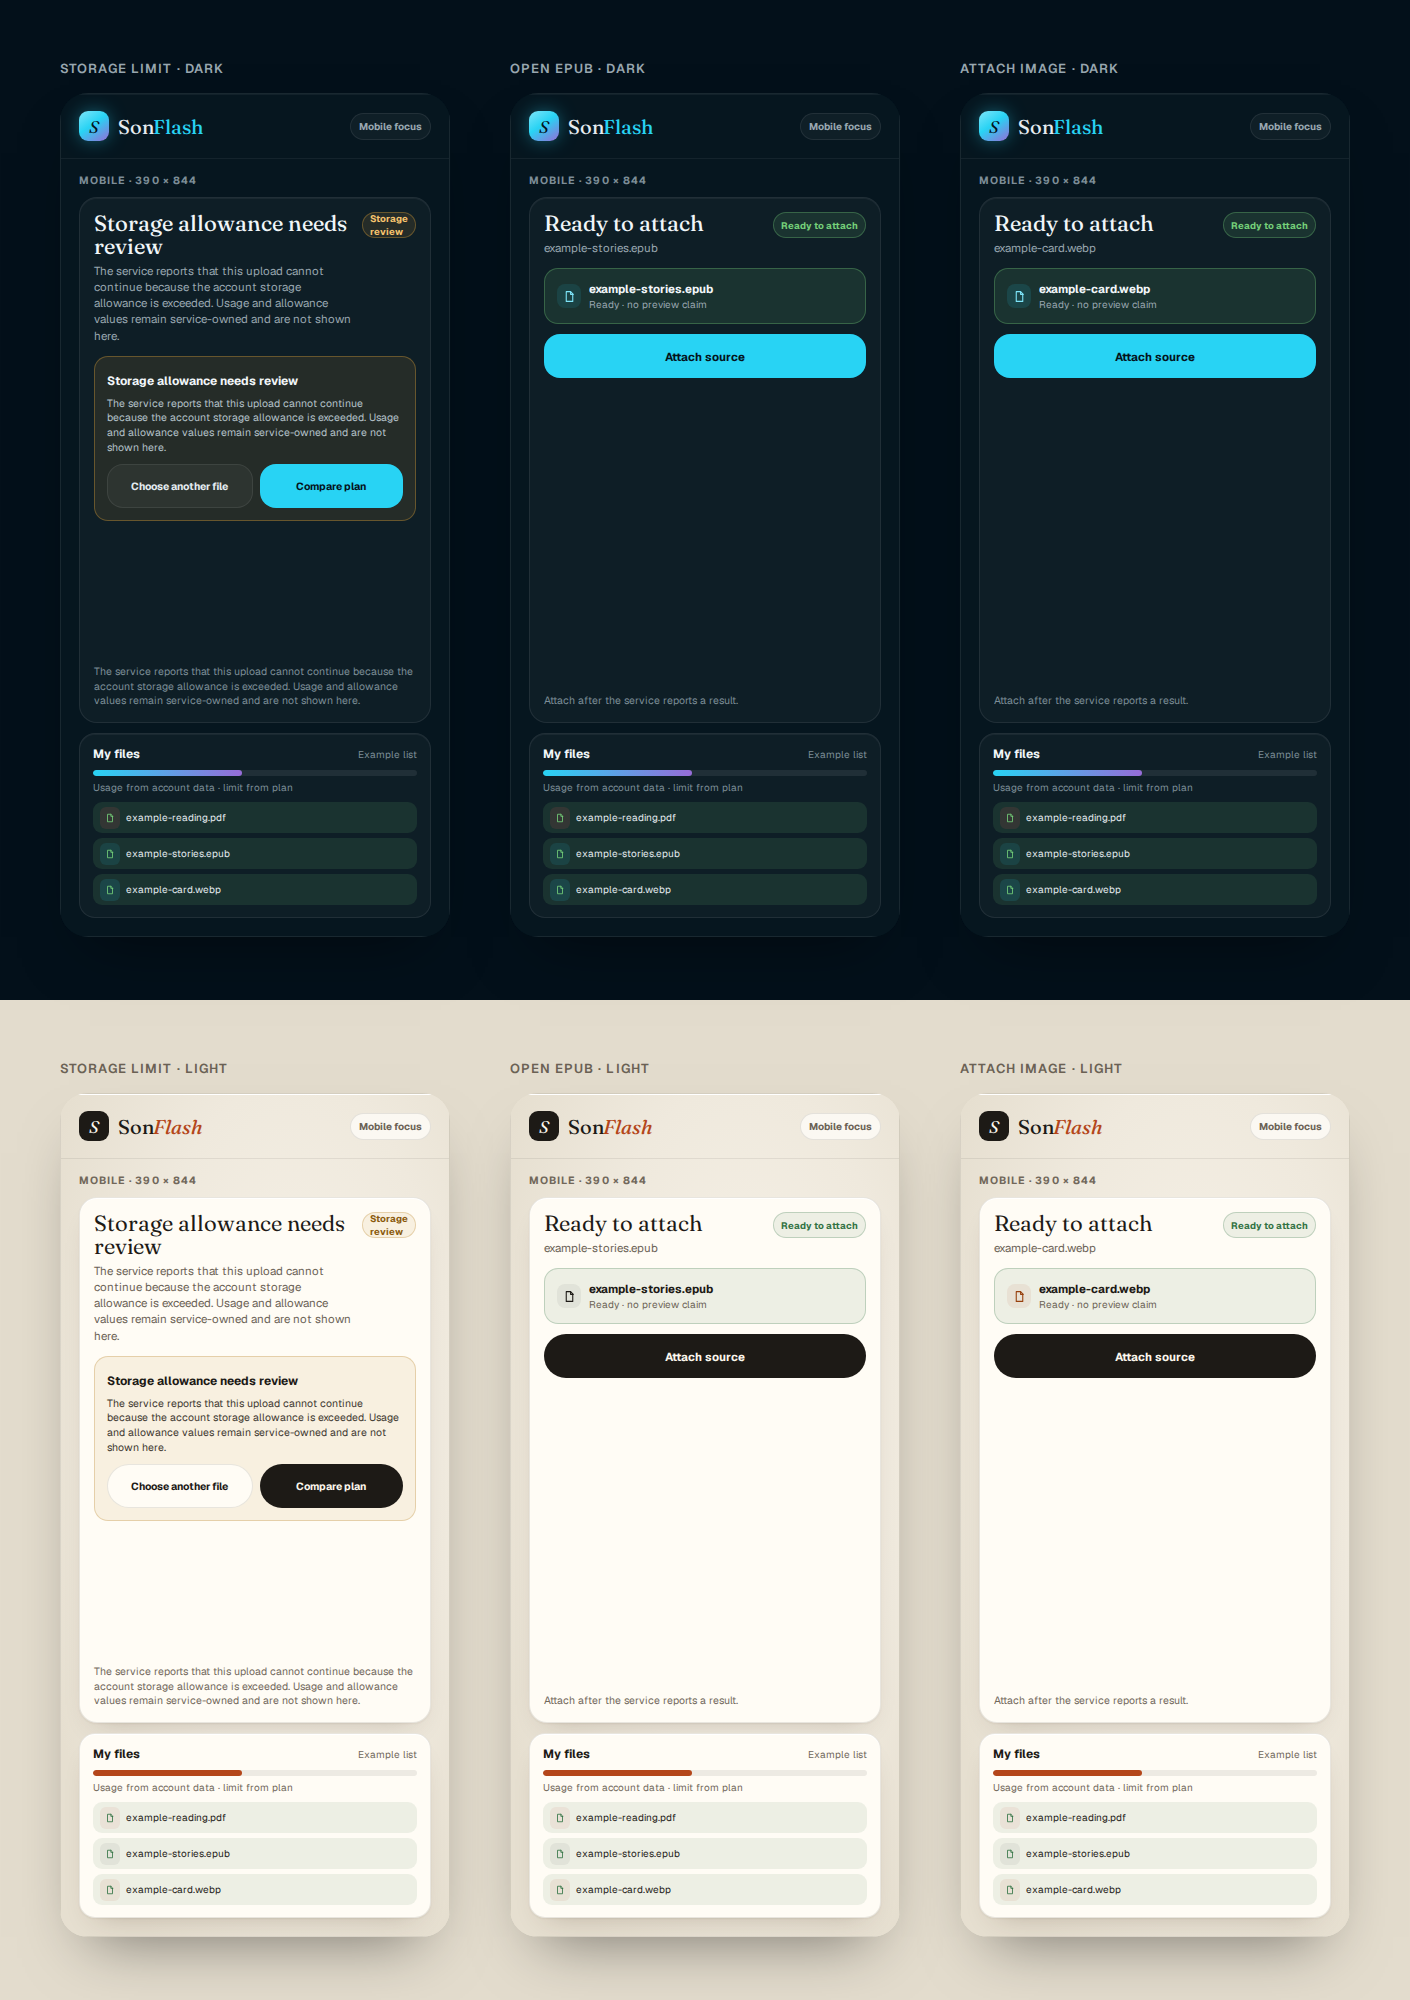 STORAGE LIMIT · DARK
S SonFlash
Mobile focus
MOBILE · 390 × 844
Storage allowance needs
review
Storage
review
The service reports that this upload cannot
continue because the account storage
allowance is exceeded. Usage and allowance
values remain service-owned and are not shown
here.
Storage allowance needs review
The service reports that this upload cannot continue
because the account storage allowance is exceeded. Usage
and allowance values remain service-owned and are not
shown here.
Choose another file
Compare plan
The service reports that this upload cannot continue because the
account storage allowance is exceeded. Usage and allowance
values remain service-owned and are not shown here.
My files
Example list
Usage from account data · limit from plan
example-reading.pdf
example-stories.epub
example-card.webp
OPEN EPUB · DARK
S SonFlash
Mobile focus
MOBILE · 390 × 844
Ready to attach
Ready to attach
example-stories.epub
example-stories.epub
Ready · no preview claim
Attach source
Attach after the service reports a result.
My files
Example list
Usage from account data · limit from plan
example-reading.pdf
example-stories.epub
example-card.webp
ATTACH IMAGE · DARK
S SonFlash
Mobile focus
MOBILE · 390 × 844
Ready to attach
Ready to attach
example-card.webp
example-card.webp
Ready · no preview claim
Attach source
Attach after the service reports a result.
My files
Example list
Usage from account data · limit from plan
example-reading.pdf
example-stories.epub
example-card.webp
STORAGE LIMIT · LIGHT
S SonFlash
Mobile focus
MOBILE · 390 × 844
Storage allowance needs
review
Storage
review
The service reports that this upload cannot
continue because the account storage
allowance is exceeded. Usage and allowance
values remain service-owned and are not shown
here.
Storage allowance needs review
The service reports that this upload cannot continue
because the account storage allowance is exceeded. Usage
and allowance values remain service-owned and are not
shown here.
Choose another file
Compare plan
The service reports that this upload cannot continue because the
account storage allowance is exceeded. Usage and allowance
values remain service-owned and are not shown here.
My files
Example list
Usage from account data · limit from plan
example-reading.pdf
example-stories.epub
example-card.webp
OPEN EPUB · LIGHT
S SonFlash
Mobile focus
MOBILE · 390 × 844
Ready to attach
Ready to attach
example-stories.epub
example-stories.epub
Ready · no preview claim
Attach source
Attach after the service reports a result.
My files
Example list
Usage from account data · limit from plan
example-reading.pdf
example-stories.epub
example-card.webp
ATTACH IMAGE · LIGHT
S SonFlash
Mobile focus
MOBILE · 390 × 844
Ready to attach
Ready to attach
example-card.webp
example-card.webp
Ready · no preview claim
Attach source
Attach after the service reports a result.
My files
Example list
Usage from account data · limit from plan
example-reading.pdf
example-stories.epub
example-card.webp